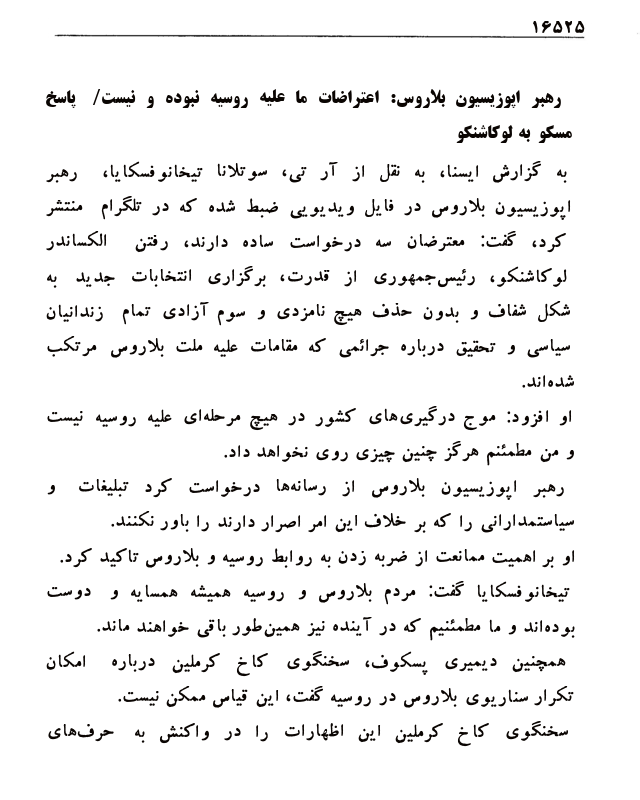 ۱۶۵۲۵
رهبر اپوزیسیون بلاروس: اعتراضات ما علیه روسیه نبوده و نیست/ پاسخ
مسکو به لوکاشنکو
به گزارش ایسنا، به نقل از آر تی، سوتلانا تیخانوفسکایا، رهبر
اپوزیسیون بلاروس در فایل ویدیویی ضبط شده که در تلگرام منتشر
کرد، گفت: معترضان سه درخواست ساده دارند، رفتن الکساندر
لوکاشنکو، رئیس‌جمهوری از قدرت، برگزاری انتخابات جدید به
شکل شفاف و بدون حذف هیچ نامزدی و سوم آزادی تمام زندانیان
سیاسی و تحقیق درباره جرائمی که مقامات علیه ملت بلاروس مرتکب
شده‌اند.
او افزود: موج درگیری‌های کشور در هیچ مرحله‌ای علیه روسیه نیست
و من مطمئنم هرگز چنین چیزی روی نخواهد داد.
رهبر اپوزیسیون بلاروس از رسانه‌ها درخواست کرد تبلیغات و
سیاستمدارانی را که بر خلاف این امر اصرار دارند را باور نکنند.
او بر اهمیت ممانعت از ضربه زدن به روابط روسیه و بلاروس تاکید کرد.
تیخانوفسکایا گفت: مردم بلاروس و روسیه همیشه همسایه و دوست
بوده‌اند و ما مطمئنیم که در آینده نیز همین‌طور باقی خواهند ماند.
همچنین دیمیری پسکوف، سخنگوی کاخ کرملین درباره امکان
تکرار سناریوی بلاروس در روسیه گفت، این قیاس ممکن نیست.
سخنگوی کاخ کرملین این اظهارات را در واکنش به حرف‌های